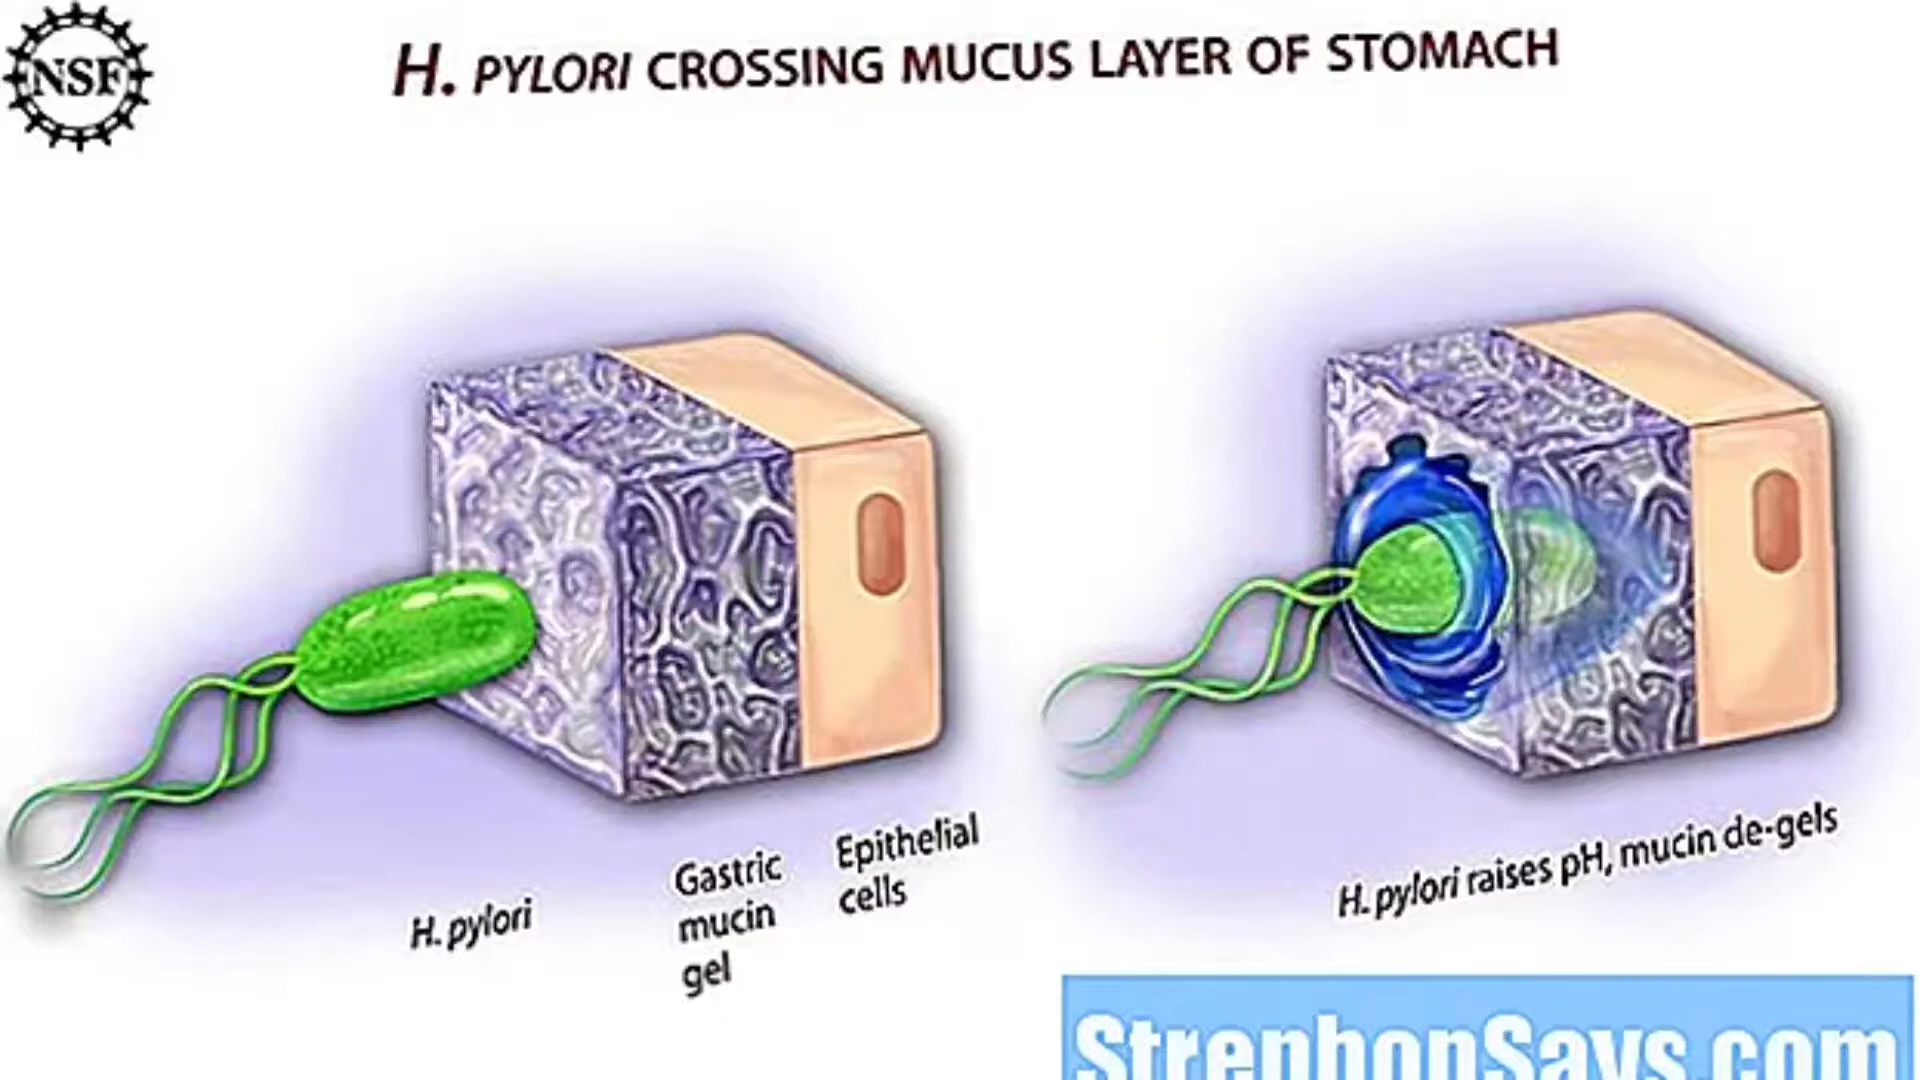 NSF
H. PYLORI CROSSING MUCUS LAYER OF STOMACH
H. pylori
Gastric
mucin
gel
Epithelial
cells
H. pylori raises pH, mucin de-gels
StrephonSays.com